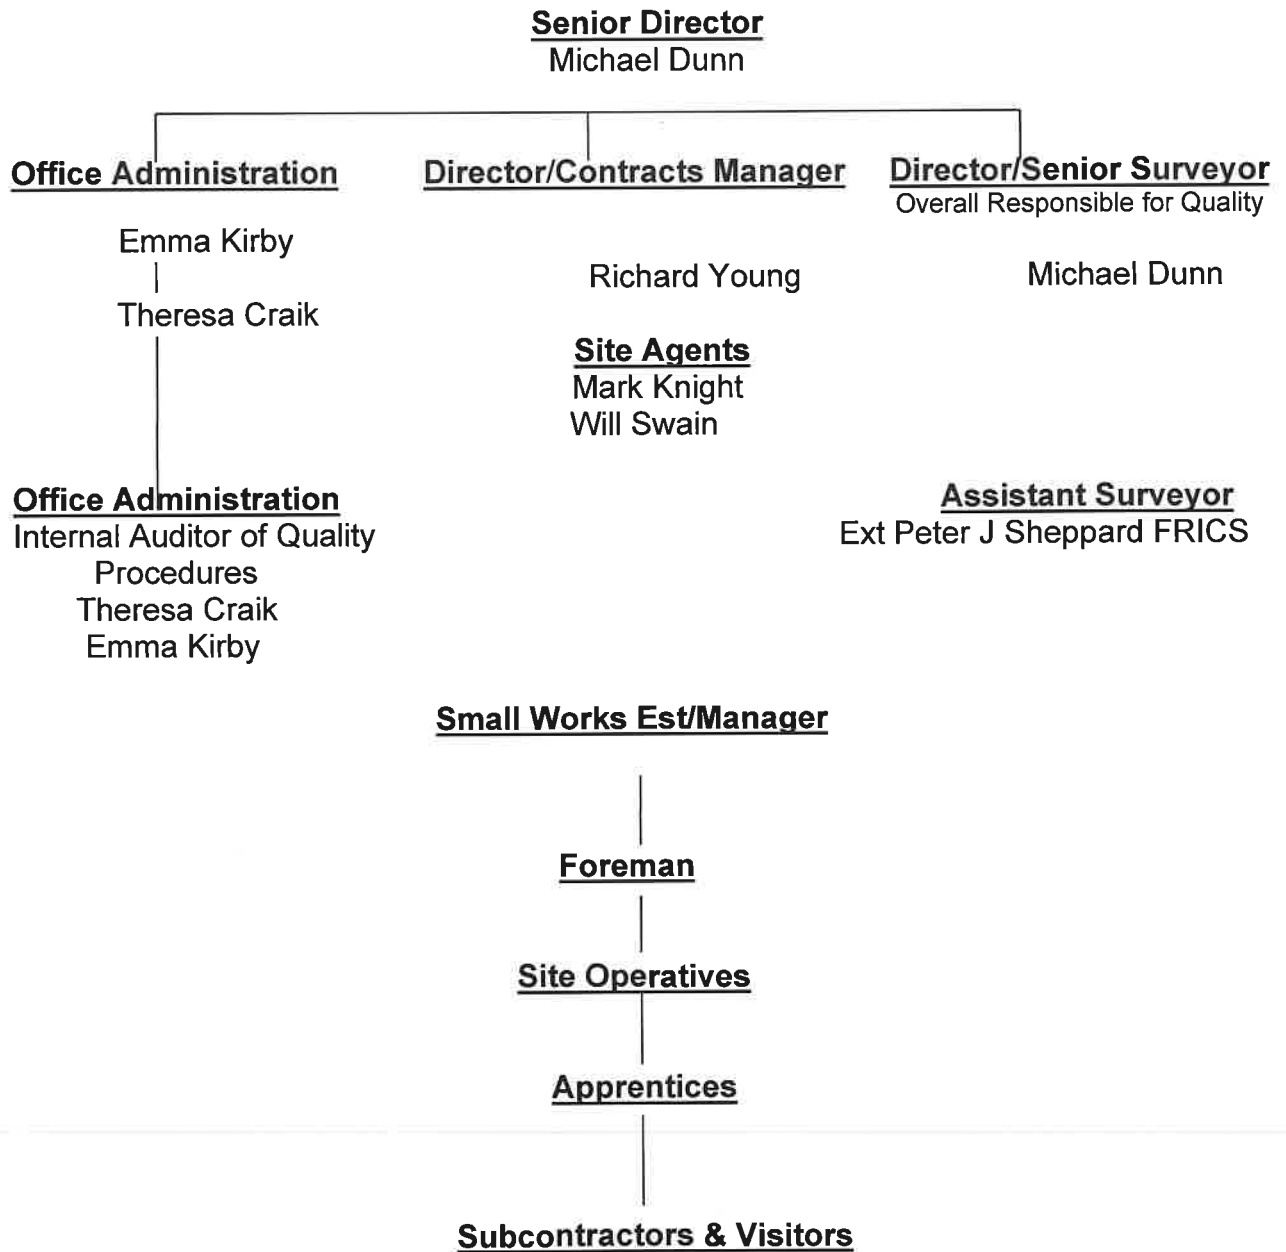 Senior Director
Michael Dunn
Office Administration
Director/Contracts Manager
Director/Senior Surveyor
Overall Responsible for Quality
Emma Kirby
Richard Young
Michael Dunn
Theresa Craik
Site Agents
Mark Knight
Will Swain
Office Administration
Internal Auditor of Quality
Procedures
Theresa Craik
Emma Kirby
Assistant Surveyor
Ext Peter J Sheppard FRICS
Small Works Est/Manager
Foreman
Site Operatives
Apprentices
Subcontractors & Visitors